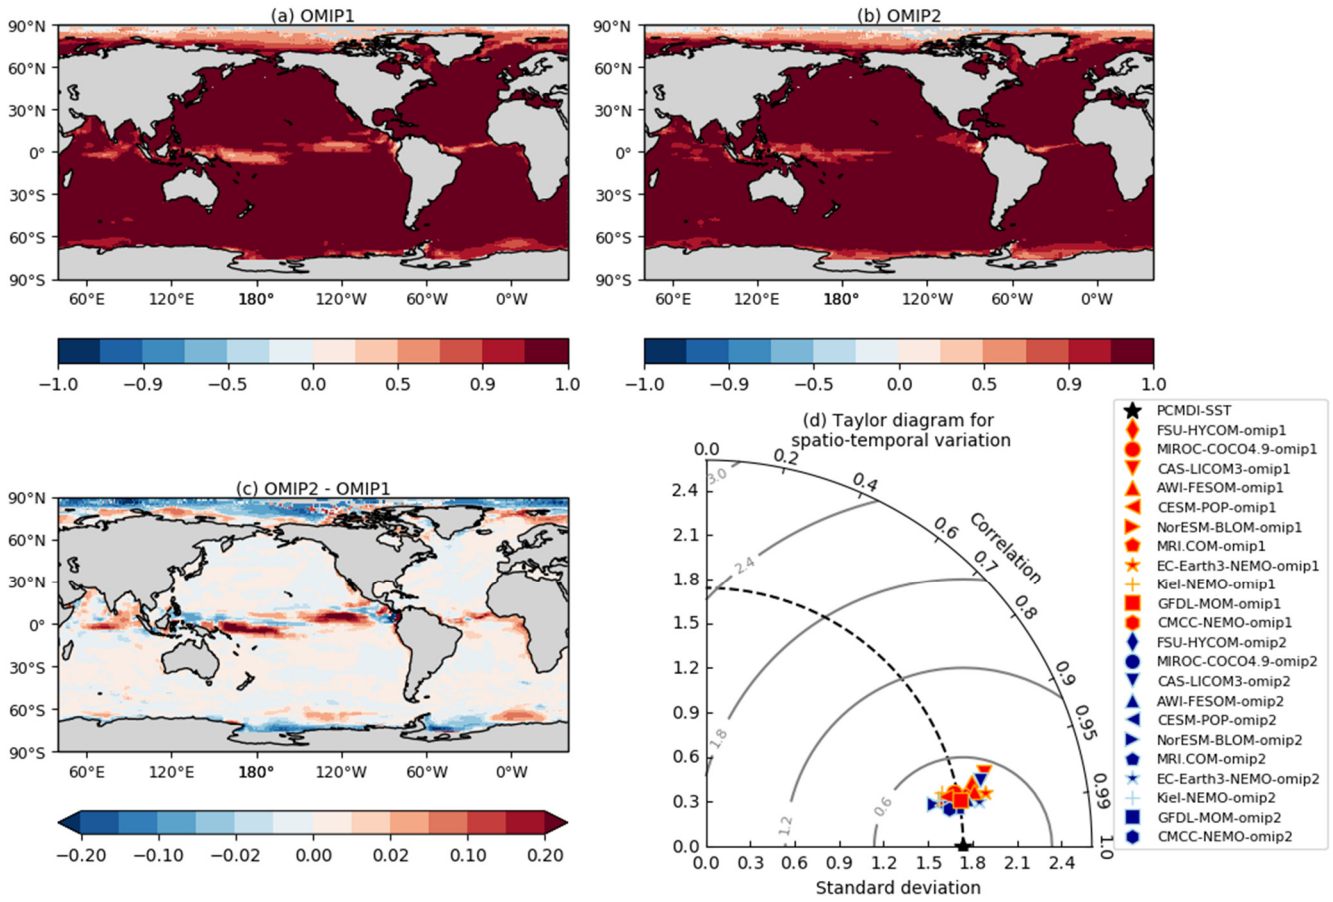 (a) OMIP1
90°N
60°N
30°N
0°
30°S
60°S
90°S
60°E 120°E 180° 120°W 60°W 0°W
−1.0 −0.9 −0.5 0.0 0.5 0.9 1.0
(b) OMIP2
90°N
60°N
30°N
0°
30°S
60°S
90°S
60°E 120°E 180° 120°W 60°W 0°W
−1.0 −0.9 −0.5 0.0 0.5 0.9 1.0
(c) OMIP2 - OMIP1
90°N
60°N
30°N
0°
30°S
60°S
90°S
60°E 120°E 180° 120°W 60°W 0°W
−0.20 −0.10 −0.02 0.00 0.02 0.10 0.20
(d) Taylor diagram for
spatio-temporal variation
0.0 0.2 0.4 0.6 0.7 0.8 0.9 0.95 0.99 1.0
Correlation
2.4
2.1
1.8
1.5
1.2
0.9
0.6
0.3
0.0
3.0
2.4
1.8
1.2
0.6
0.0 0.3 0.6 0.9 1.2 1.5 1.8 2.1 2.4
Standard deviation
PCMDI-SST
FSU-HYCOM-omip1
MIROC-COCO4.9-omip1
CAS-LICOM3-omip1
AWI-FESOM-omip1
CESM-POP-omip1
NorESM-BLOM-omip1
MRI.COM-omip1
EC-Earth3-NEMO-omip1
Kiel-NEMO-omip1
GFDL-MOM-omip1
CMCC-NEMO-omip1
FSU-HYCOM-omip2
MIROC-COCO4.9-omip2
CAS-LICOM3-omip2
AWI-FESOM-omip2
CESM-POP-omip2
NorESM-BLOM-omip2
MRI.COM-omip2
EC-Earth3-NEMO-omip2
Kiel-NEMO-omip2
GFDL-MOM-omip2
CMCC-NEMO-omip2